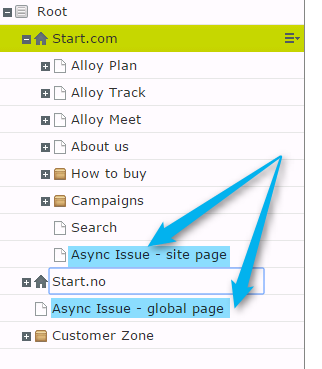 Root
Start.com
Alloy Plan
Alloy Track
Alloy Meet
About us
How to buy
Campaigns
Search
Async Issue - site page
Start.no
Async Issue - global page
Customer Zone